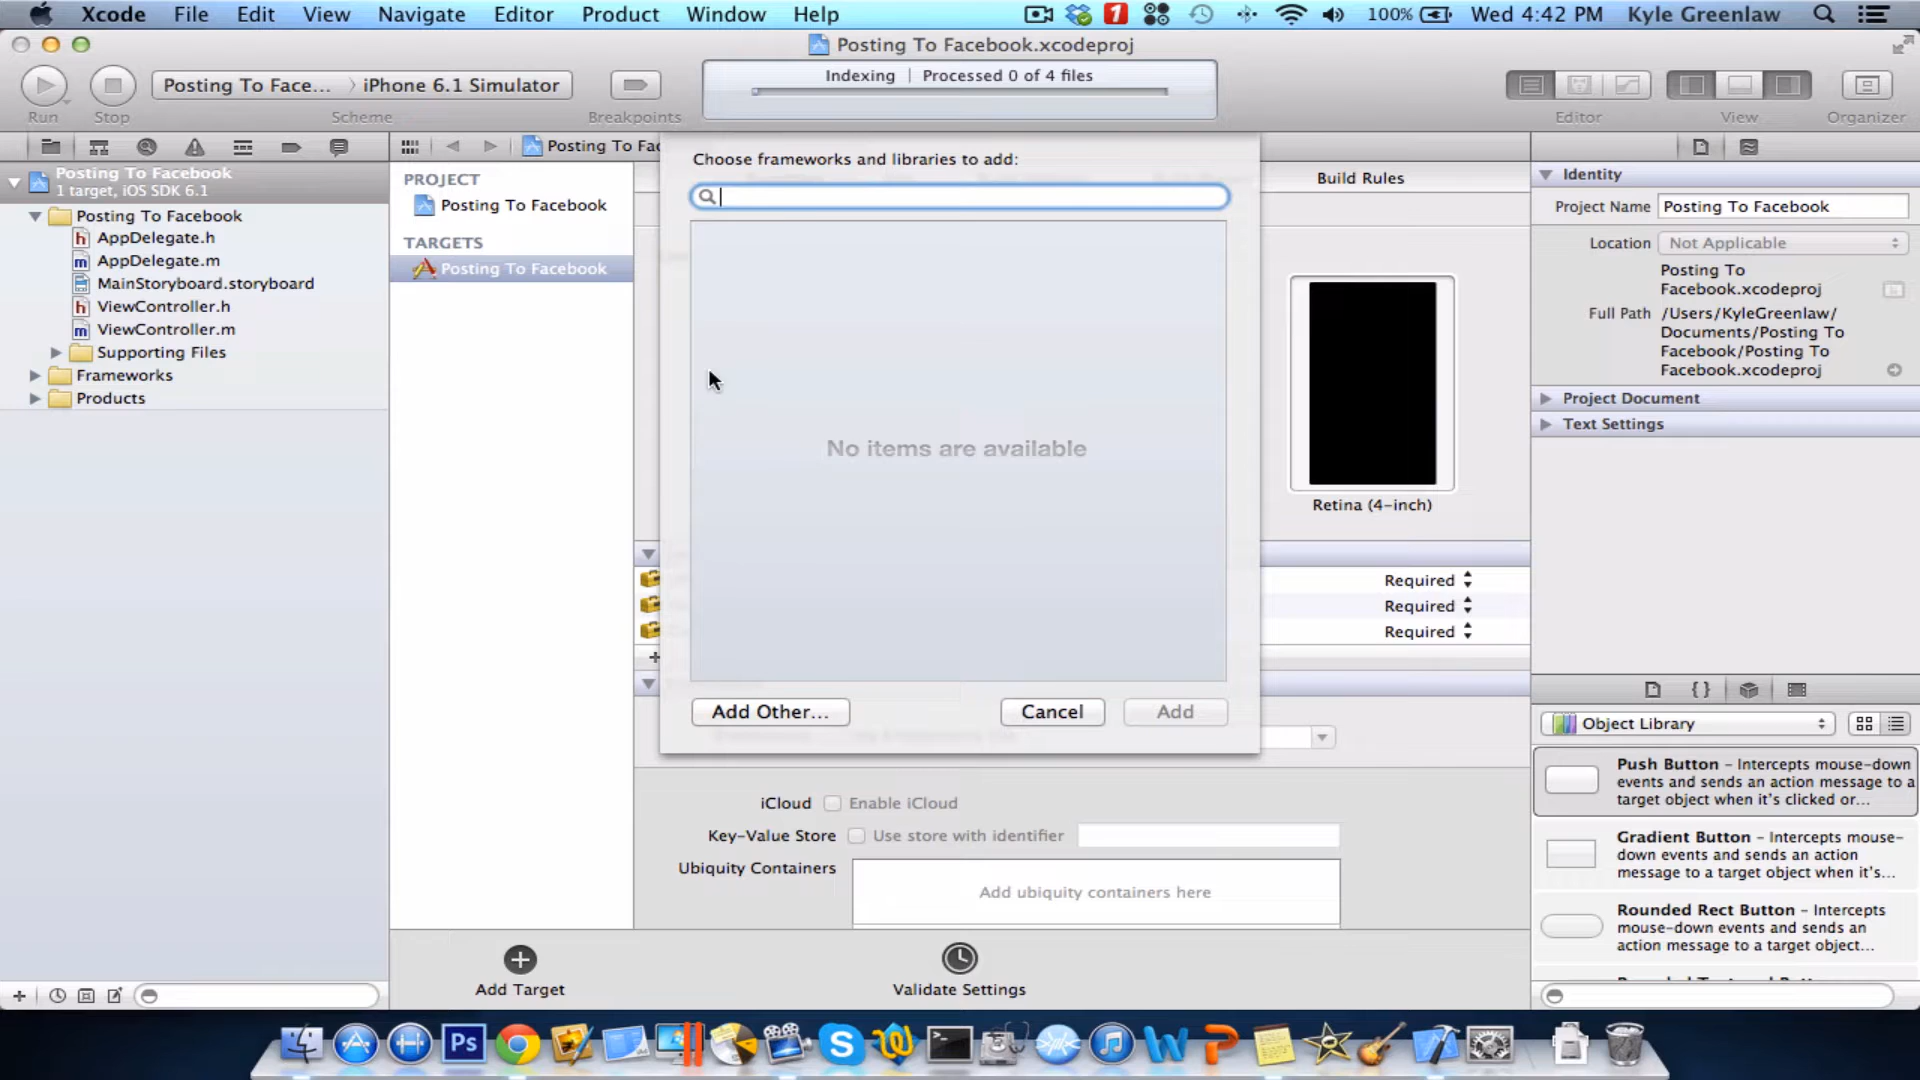 Xcode File Edit View Navigate Editor Product Window Help 1 100% Wed 4:42 PM Kyle Greenlaw
Posting To Facebook.xcodeproj
Posting To Face... iPhone 6.1 Simulator
Indexing | Processed 0 of 4 files
Run Stop Scheme Breakpoints Editor View Organizer
Posting To Facebook
1 target, iOS SDK 6.1
Posting To Facebook
h AppDelegate.h
m AppDelegate.m
MainStoryboard.storyboard
h ViewController.h
m ViewController.m
Supporting Files
Frameworks
Products
Posting To Fac
PROJECT
Posting To Facebook
TARGETS
Posting To Facebook
Choose frameworks and libraries to add:
No items are available
Add Other... Cancel Add
Build Rules
Retina (4-inch)
Required
Required
Required
iCloud Enable iCloud
Key-Value Store Use store with identifier
Ubiquity Containers
Add ubiquity containers here
Add Target Validate Settings
Identity
Project Name Posting To Facebook
Location Not Applicable
Posting To
Facebook.xcodeproj
Full Path /Users/KyleGreenlaw/
Documents/Posting To
Facebook/Posting To
Facebook.xcodeproj
Project Document
Text Settings
{ }
Object Library
Push Button – Intercepts mouse-down
events and sends an action message to a
target object when it's clicked or...
Gradient Button – Intercepts mouse-
down events and sends an action
message to a target object when it's...
Rounded Rect Button – Intercepts
mouse-down events and sends an
action message to a target object...
Ps